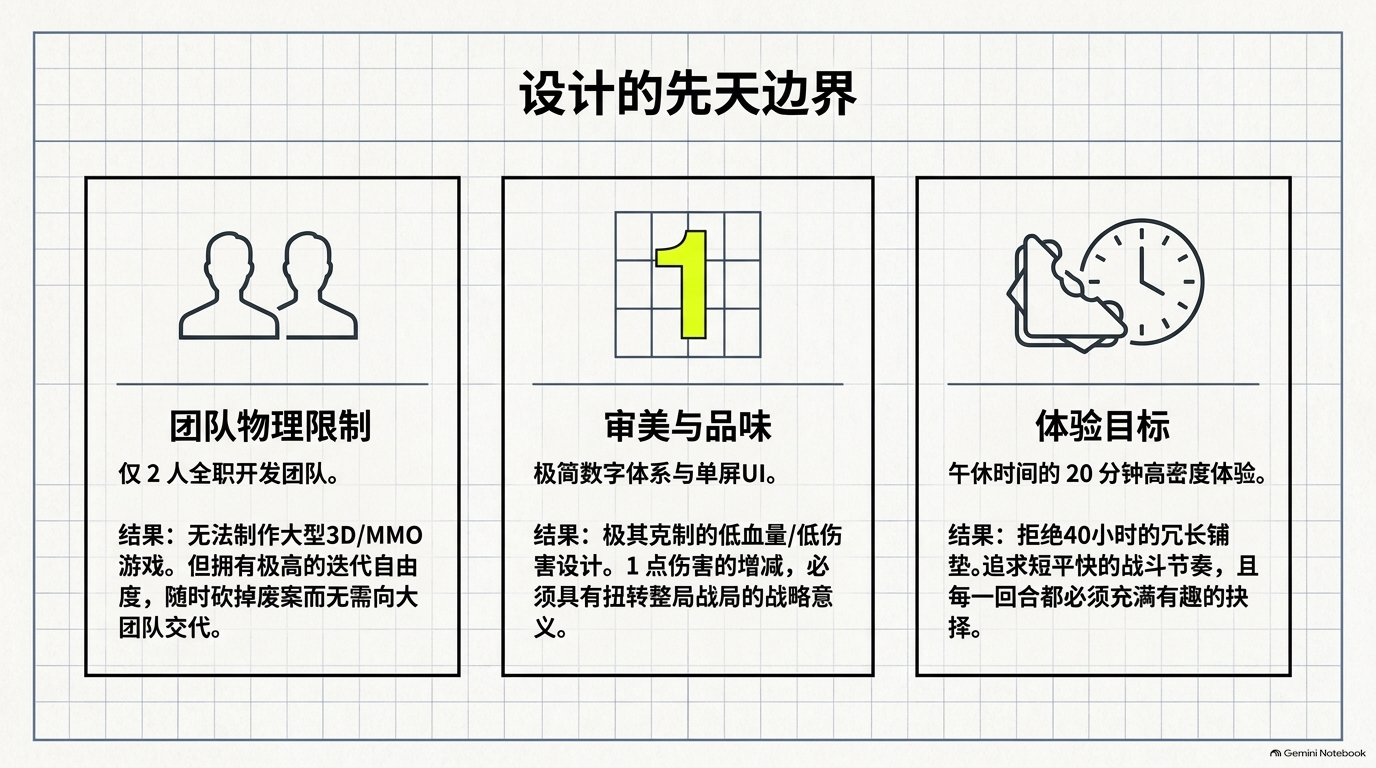 设计的先天边界
1
团队物理限制
仅 2 人全职开发团队。
结果：无法制作大型3D/MMO
游戏。但拥有极高的迭代自由
度，随时砍掉废案而无需向大
团队交代。
审美与品味
极简数字体系与单屏UI。
结果：极其克制的低血量/低伤
害设计。1 点伤害的增减，必
须具有扭转整局战局的战略意
义。
体验目标
午休时间的 20 分钟高密度体验。
结果：拒绝40小时的冗长铺
垫。追求短平快的战斗节奏，且
每一回合都必须充满有趣的抉
择。
Gemini Notebook